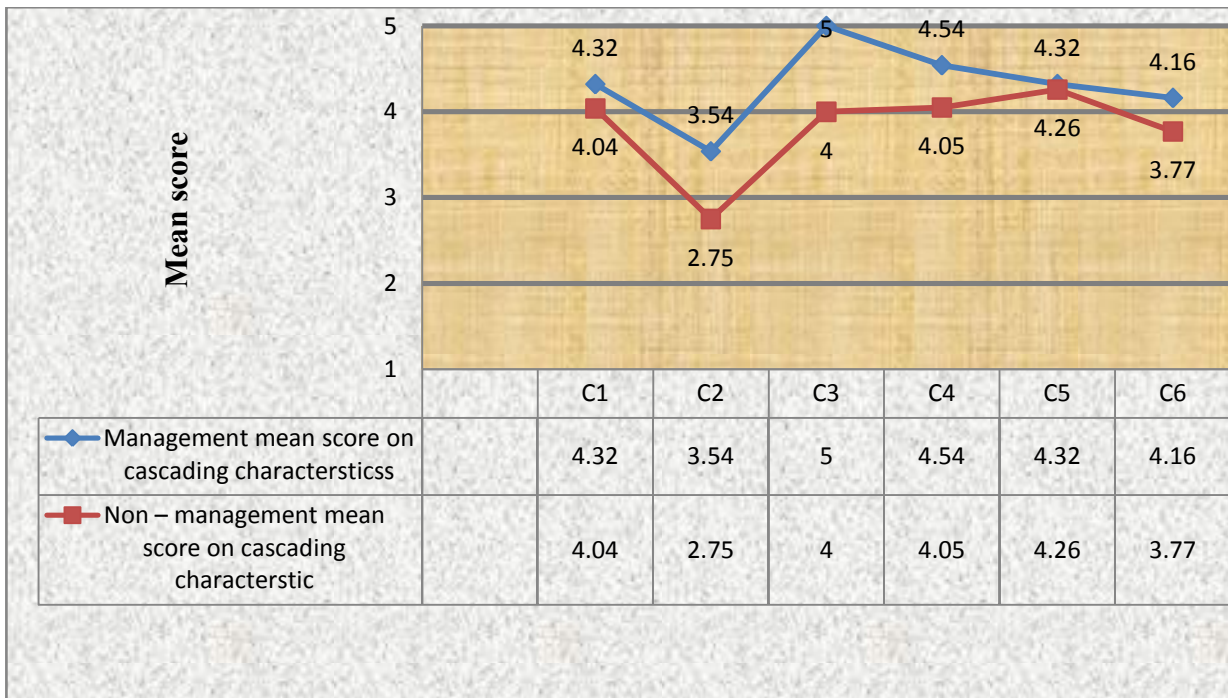 5
4
3
2
1
Mean score
4.32
3.54
5
4.54
4.32
4.16
4.04
2.75
4
4.05
4.26
3.77
C1 C2 C3 C4 C5 C6
Management mean score on
cascading charactersticss
4.32 3.54 5 4.54 4.32 4.16
Non – management mean
score on cascading
characterstic
4.04 2.75 4 4.05 4.26 3.77